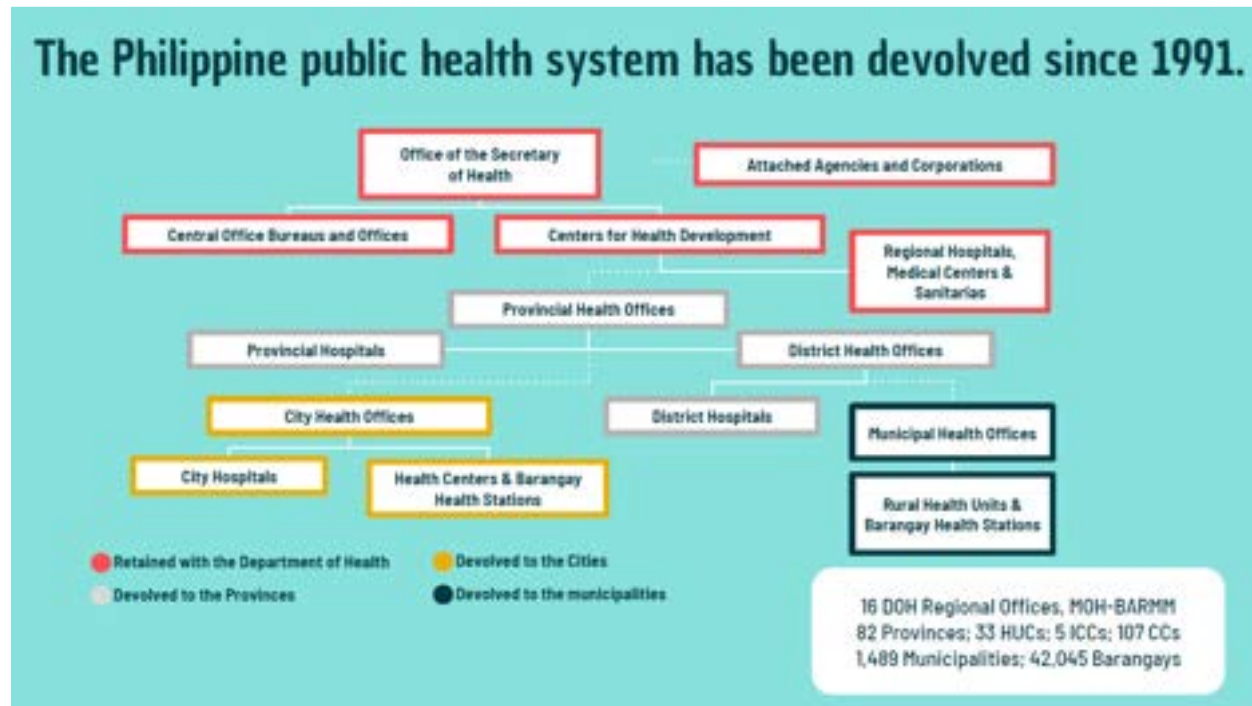 The Philippine public health system has been devolved since 1991.
Office of the Secretary
of Health
Attached Agencies and Corporations
Central Office Bureaus and Offices
Centers for Health Development
Regional Hospitals,
Medical Centers &
Sanitarias
Provincial Health Offices
Provincial Hospitals
District Health Offices
City Health Offices
District Hospitals
Municipal Health Offices
City Hospitals
Health Centers & Barangay
Health Stations
Rural Health Units &
Barangay Health Stations
Retained with the Department of Health
Devolved to the Cities
Devolved to the Provinces
Devolved to the municipalities
16 DOH Regional Offices, MOH-BARMM
82 Provinces; 33 HUCs; 5 ICCs; 107 CCs
1,489 Municipalities; 42,045 Barangays